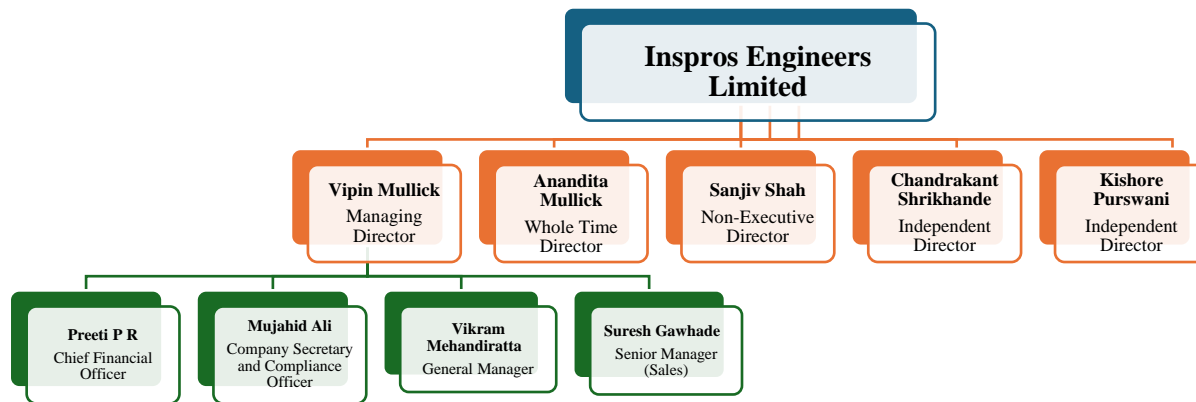 Inspros Engineers
Limited
Vipin Mullick
Managing
Director
Anandita
Mullick
Whole Time
Director
Sanjiv Shah
Non-Executive
Director
Chandrakant
Shrikhande
Independent
Director
Kishore
Purswani
Independent
Director
Preeti P R
Chief Financial
Officer
Mujahid Ali
Company Secretary
and Compliance
Officer
Vikram
Mehandiratta
General Manager
Suresh Gawhade
Senior Manager
(Sales)